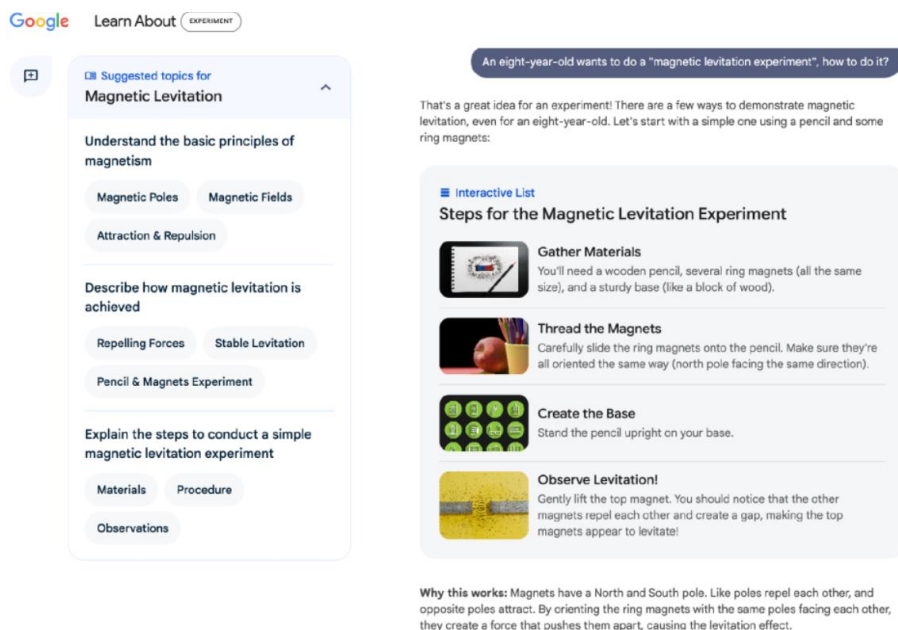 Google Learn About EXPERIMENT
Suggested topics for
Magnetic Levitation
Understand the basic principles of
magnetism
Magnetic Poles
Magnetic Fields
Attraction & Repulsion
Describe how magnetic levitation is
achieved
Repelling Forces
Stable Levitation
Pencil & Magnets Experiment
Explain the steps to conduct a simple
magnetic levitation experiment
Materials
Procedure
Observations
An eight-year-old wants to do a "magnetic levitation experiment", how to do it?
That's a great idea for an experiment! There are a few ways to demonstrate magnetic
levitation, even for an eight-year-old. Let's start with a simple one using a pencil and some
ring magnets:
Interactive List
Steps for the Magnetic Levitation Experiment
Gather Materials
You'll need a wooden pencil, several ring magnets (all the same
size), and a sturdy base (like a block of wood).
Thread the Magnets
Carefully slide the ring magnets onto the pencil. Make sure they're
all oriented the same way (north pole facing the same direction).
Create the Base
Stand the pencil upright on your base.
Observe Levitation!
Gently lift the top magnet. You should notice that the other
magnets repel each other and create a gap, making the top
magnets appear to levitate!
Why this works: Magnets have a North and South pole. Like poles repel each other, and
opposite poles attract. By orienting the ring magnets with the same poles facing each other,
they create a force that pushes them apart, causing the levitation effect.